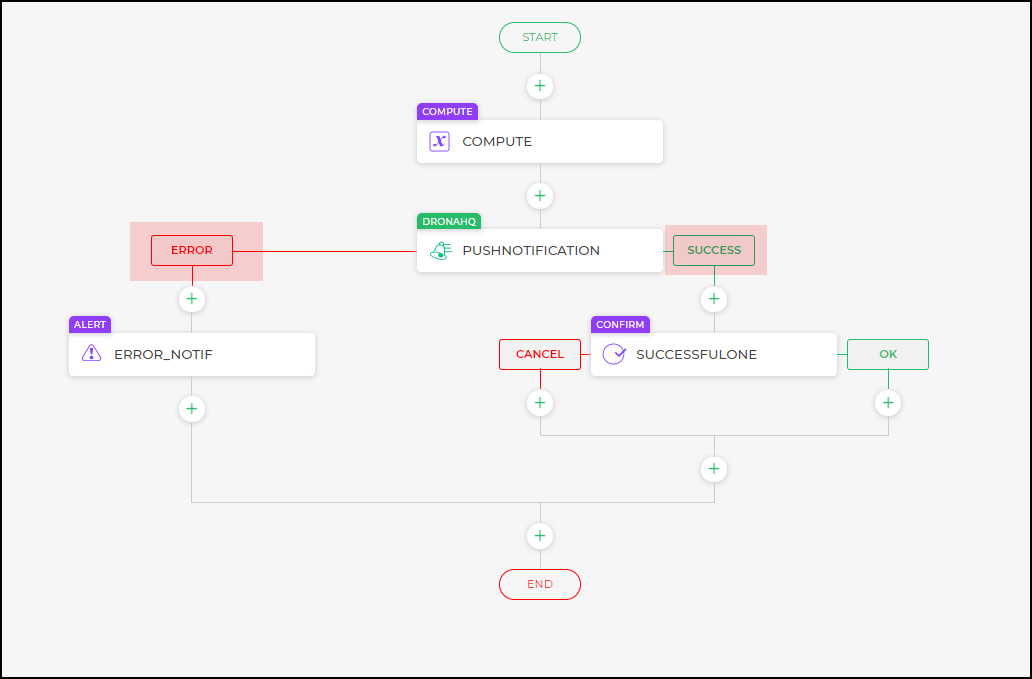 START
COMPUTE
x COMPUTE
DRONAHQ
ERROR
PUSHNOTIFICATION
SUCCESS
ALERT
ERROR_NOTIF
CONFIRM
CANCEL
SUCCESSFULONE
OK
END